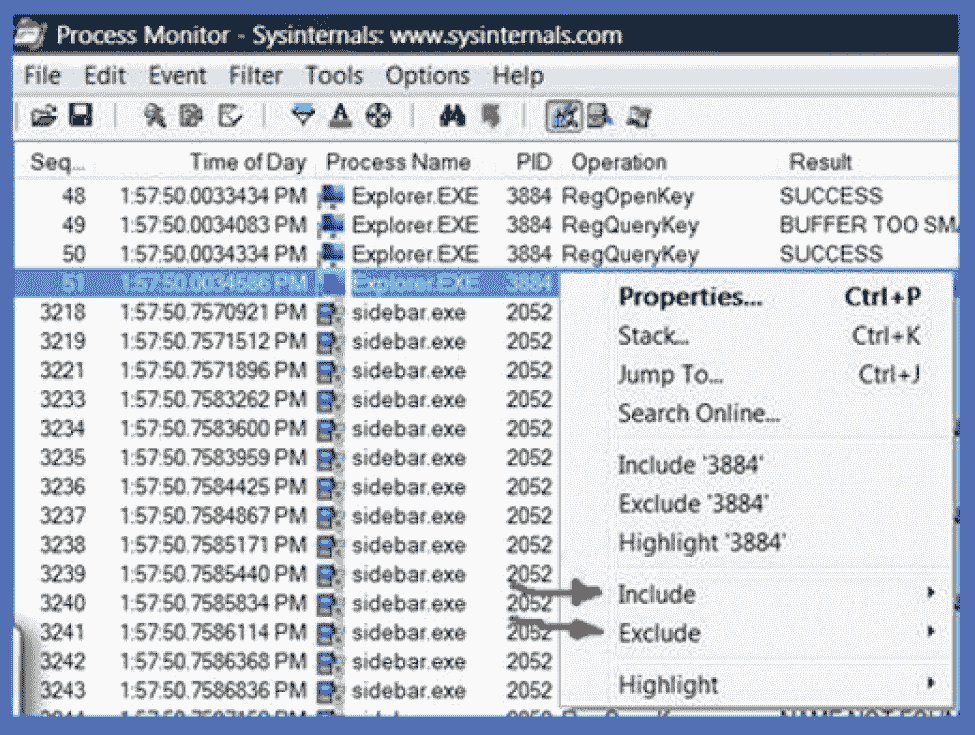 Process Monitor - Sysinternals: www.sysinternals.com
File Edit Event Filter Tools Options Help
Seq... Time of Day Process Name PID Operation Result
48 1:57:50.0033434 PM Explorer.EXE 3884 RegOpenKey SUCCESS
49 1:57:50.0034083 PM Explorer.EXE 3884 RegQueryKey BUFFER TOO SMA
50 1:57:50.0034334 PM Explorer.EXE 3884 RegQueryKey SUCCESS
51 1:57:50.0034586 PM Explorer.EXE 3884
Properties... Ctrl+P
3218 1:57:50.7570921 PM sidebar.exe 2052
Stack... Ctrl+K
3219 1:57:50.7571512 PM sidebar.exe 2052
3221 1:57:50.7571896 PM sidebar.exe 2052
Jump To... Ctrl+J
3233 1:57:50.7583262 PM sidebar.exe 2052
Search Online...
3234 1:57:50.7583600 PM sidebar.exe 2052
3235 1:57:50.7583959 PM sidebar.exe 2052
Include '3884'
3236 1:57:50.7584425 PM sidebar.exe 2052
Exclude '3884'
3237 1:57:50.7584867 PM sidebar.exe 2052
3238 1:57:50.7585171 PM sidebar.exe 2052
Highlight '3884'
3239 1:57:50.7585440 PM sidebar.exe 2052
Include
3240 1:57:50.7585834 PM sidebar.exe 2052
3241 1:57:50.7586114 PM sidebar.exe 2052
Exclude
3242 1:57:50.7586368 PM sidebar.exe 2052
3243 1:57:50.7586836 PM sidebar.exe 2052
Highlight